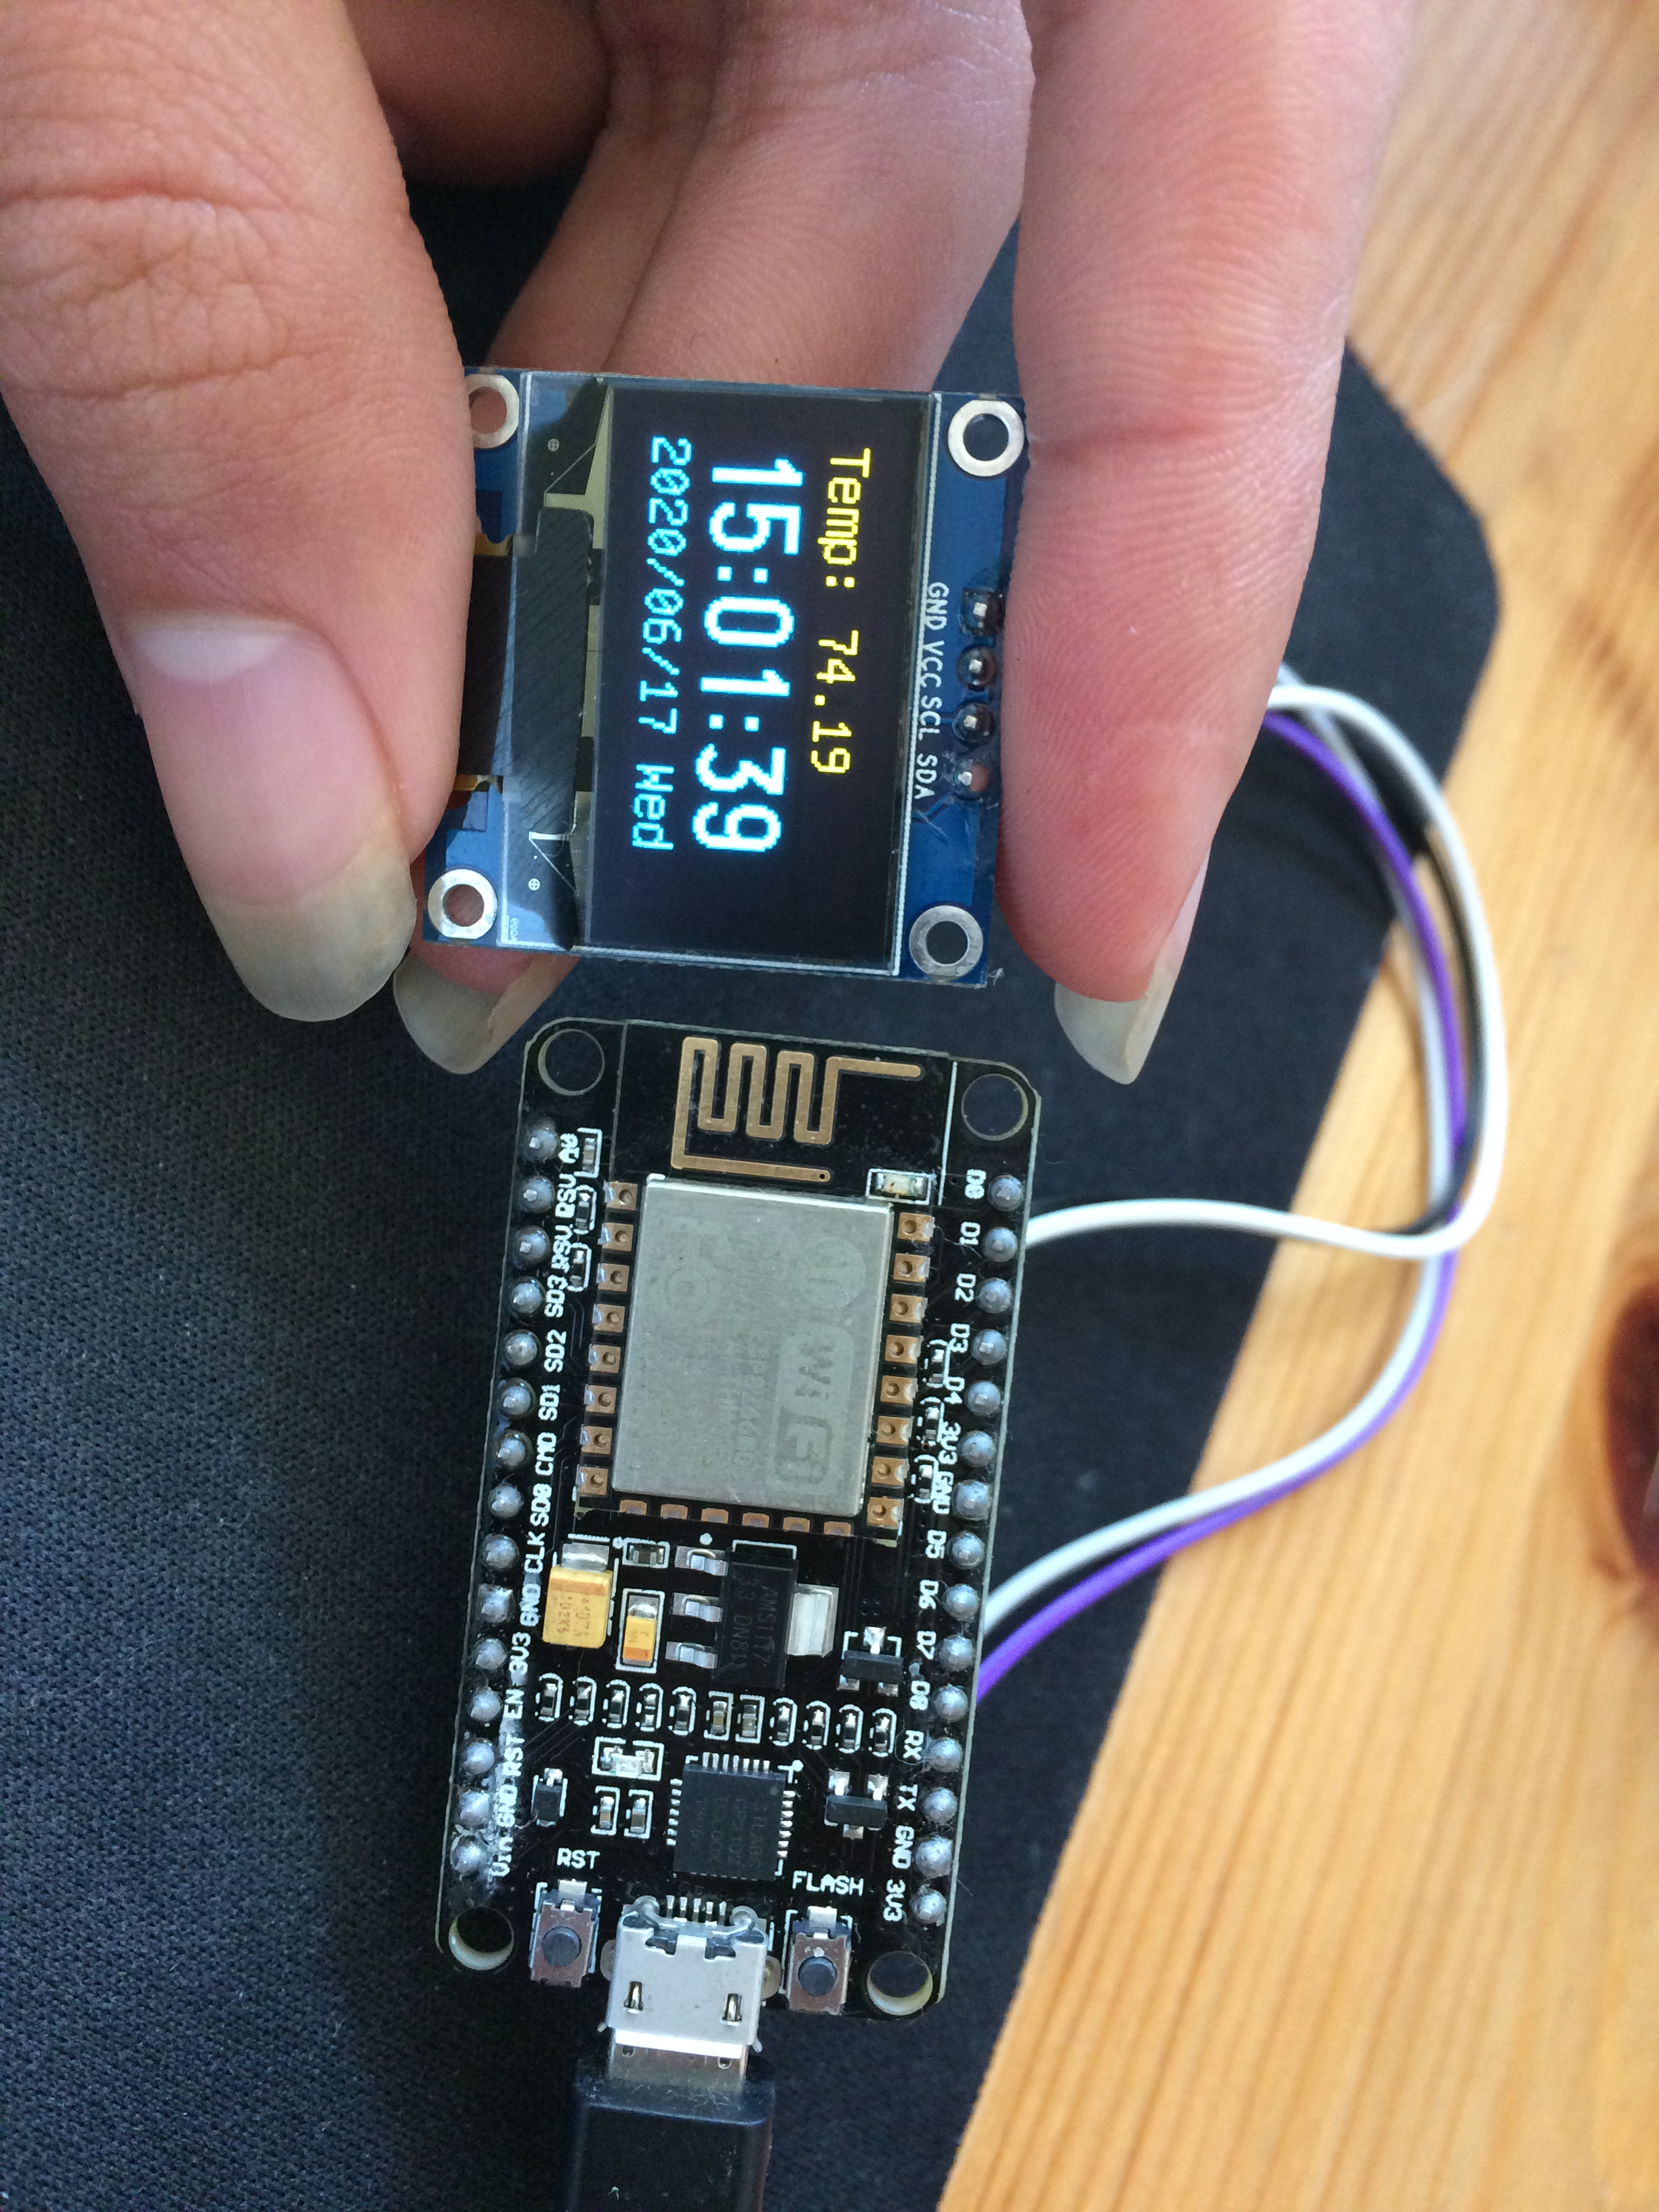 Temp: 74.19
15:01:39
2020/06/17 Wed
GND VCC SCL SDA
A0
RSV
RSV
SD3
SD2
SD1
CMD
SD0
CLK
GND
3V3
EN
RST
GND
Vin
D0
D1
D2
D3
D4
3V3
GND
D5
D6
D7
D8
RX
TX
GND
3V3
Wi Fi
AMS1117
RST
FLASH